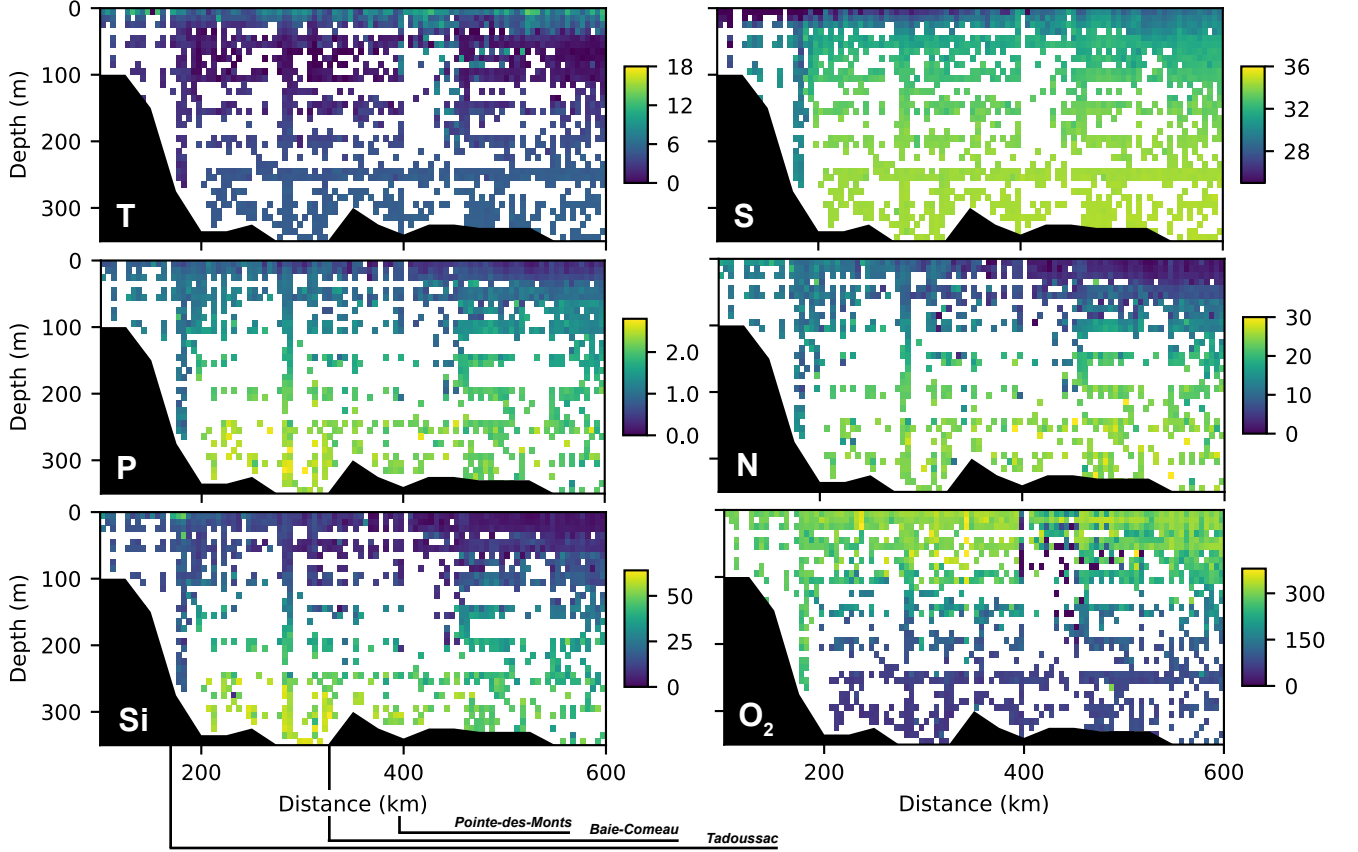 0
100
200
300
Depth (m)
T
18
12
6
0
S
36
32
28
0
100
200
300
Depth (m)
P
2.0
1.0
0.0
N
30
20
10
0
0
100
200
300
Depth (m)
Si
50
25
0
O2
300
150
0
200 400 600
Distance (km)
200 400 600
Distance (km)
Pointe-des-Monts
Baie-Comeau
Tadoussac